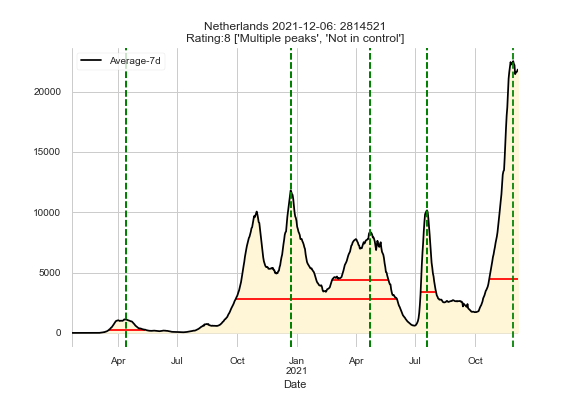 Netherlands 2021-12-06: 2814521
Rating:8 ['Multiple peaks', 'Not in control']
Average-7d
20000
15000
10000
5000
0
Apr Jul Oct Jan Apr Jul Oct
2021
Date